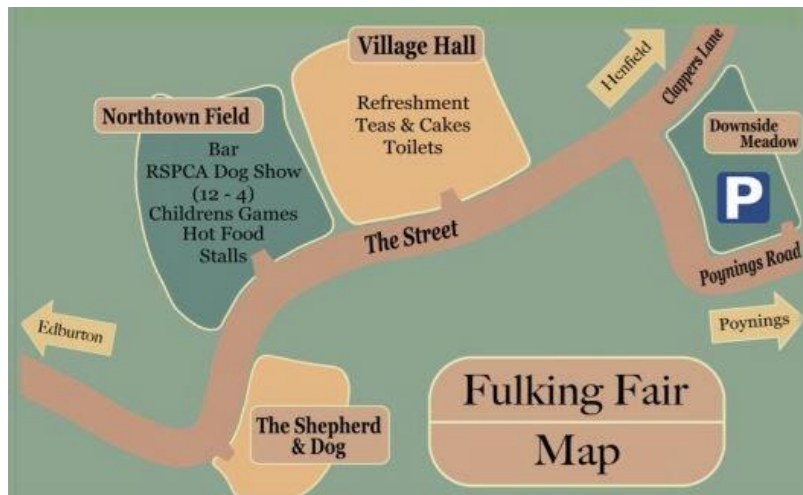 Village Hall
Refreshment
Teas & Cakes
Toilets
Northtown Field
Bar
RSPCA Dog Show
(12 - 4)
Childrens Games
Hot Food
Stalls
Henfield
Clappers Lane
Downside
Meadow
P
The Street
Poynings Road
Edburton
Poynings
The Shepherd
& Dog
Fulking Fair
Map